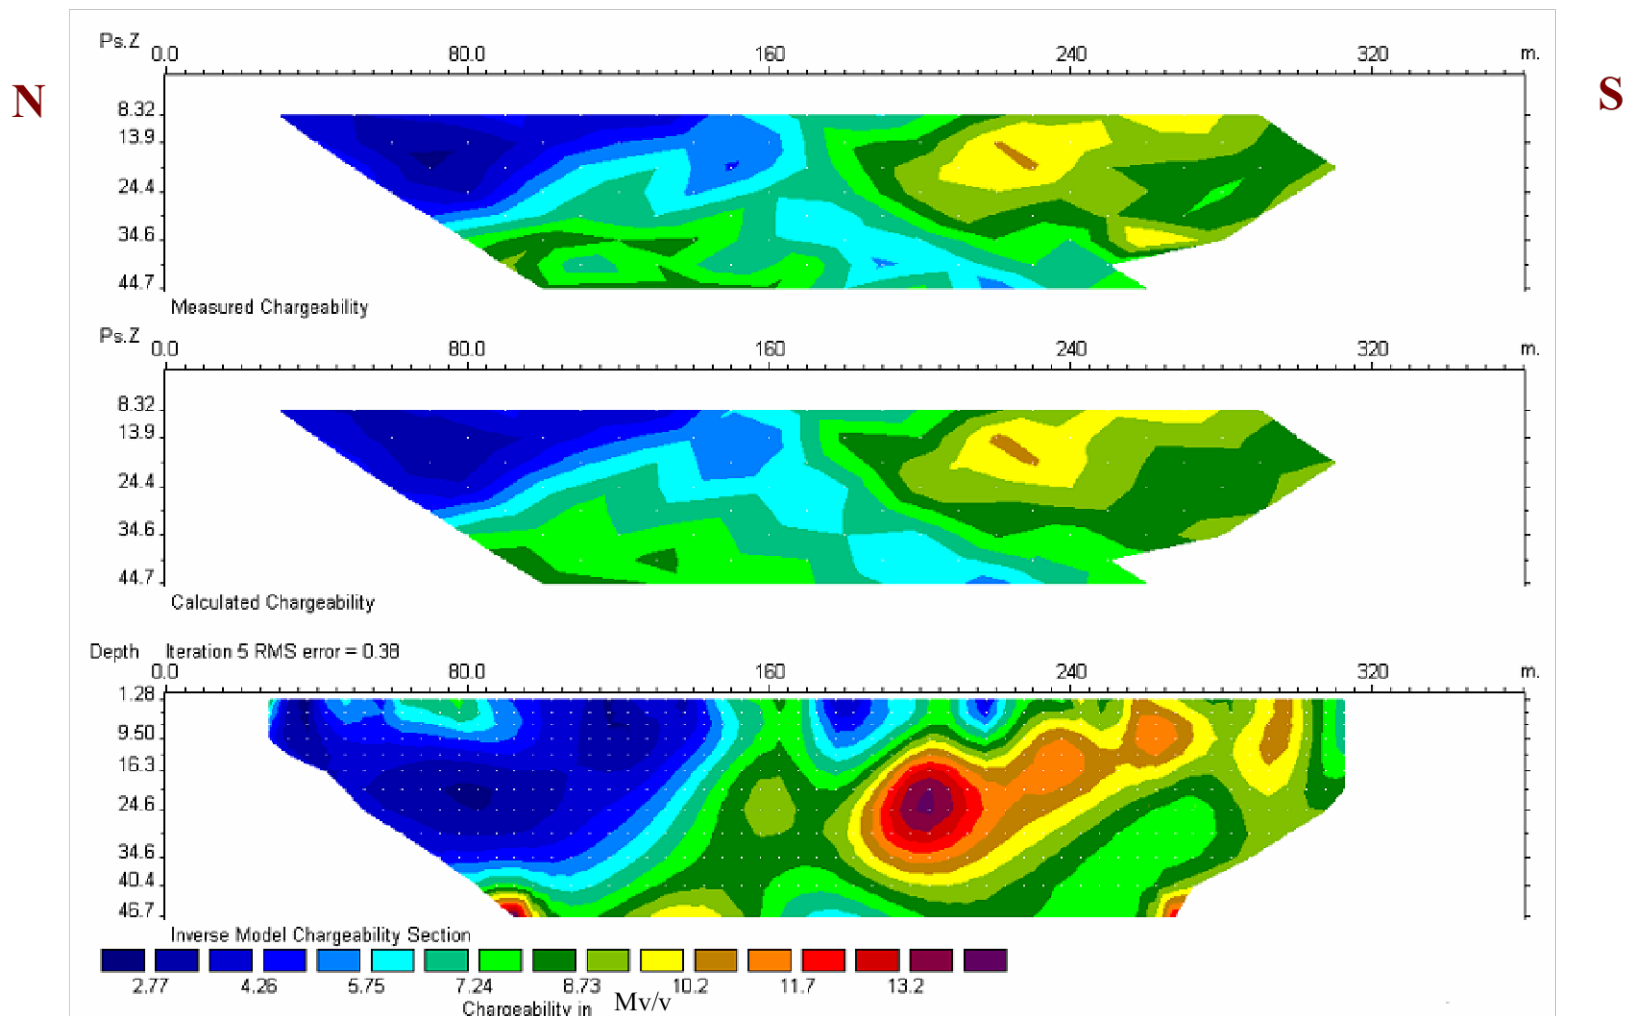 Ps.Z 0.0 80.0 160 240 320 m.
N S
8.32
13.9
24.4
34.6
44.7
Measured Chargeability
Ps.Z
0.0 80.0 160 240 320 m.
8.32
13.9
24.4
34.6
44.7
Calculated Chargeability
Depth Iteration 5 RMS error = 0.38
0.0 80.0 160 240 320 m.
1.28
9.50
16.3
24.6
34.6
40.4
46.7
Inverse Model Chargeability Section
2.77 4.26 5.75 7.24 8.73 10.2 11.7 13.2
Chargeability in Mv/v